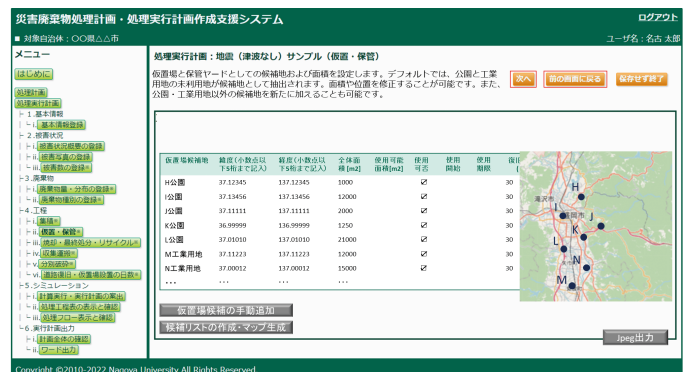 災害廃棄物処理計画・処理実行計画作成支援システム
ログアウト
■ 対象自治体：〇〇県△△市
ユーザ名：名古 太郎
メニュー
はじめに
処理計画
処理実行計画
├ 1.基本情報
│ └ i.基本情報登録
├ 2.被害状況
│ ├ i.被害状況概要の登録
│ ├ ii.被害写真の登録
│ └ iii.被害数の登録*
├ 3.廃棄物
│ ├ i.廃棄物量・分布の登録*
│ └ ii.廃棄物種別の登録*
├ 4.工程
│ ├ i.集積*
│ ├ ii.仮置・保管*
│ ├ iii.焼却・最終処分・リサイクル*
│ ├ iv.収集運搬*
│ ├ v.分別破砕*
│ └ vi.道路復旧・仮置場設置の日数*
├ 5.シミュレーション
│ ├ i.計算実行・実行計画の案出
│ ├ ii.処理工程表の表示と確認
│ └ iii.処理フロー表示と確認
└ 6.実行計画出力
├ i.計画全体の確認
└ ii.ワード出力
処理実行計画：地震（津波なし）サンプル（仮置・保管）
仮置場と保管ヤードとしての候補地および面積を設定します。デフォルトでは、公園と工業
用地の未利用地が候補地として抽出されます。面積や位置を修正することが可能です。また、
公園・工業用地以外の候補地を新たに加えることも可能です。
次へ 前の画面に戻る 保存せず終了
仮置場候補地 緯度(小数点以下5桁まで記入) 経度(小数点以下5桁まで記入) 全体面積[m2] 使用可能面積[m2] 使用可否 使用開始 使用期限 復旧
H公園 37.12345 137.12345 1000 ☑ 30
I公園 37.13456 137.13456 12000 ☑ 30
J公園 37.11111 137.11111 2000 ☑ 30
K公園 36.99999 136.99999 1250 ☑ 30
L公園 37.01010 137.01010 21000 ☑ 30
M工業用地 37.11223 137.11223 12000 ☑ 30
N工業用地 37.00012 137.00012 15000 ☑ 30
... ... ... ...
H
I
J
K
L
N
M
仮置場候補の手動追加
候補リストの作成・マップ生成
Jpeg出力
Copyright ©2010-2022 Nagoya University All Rights Reserved.